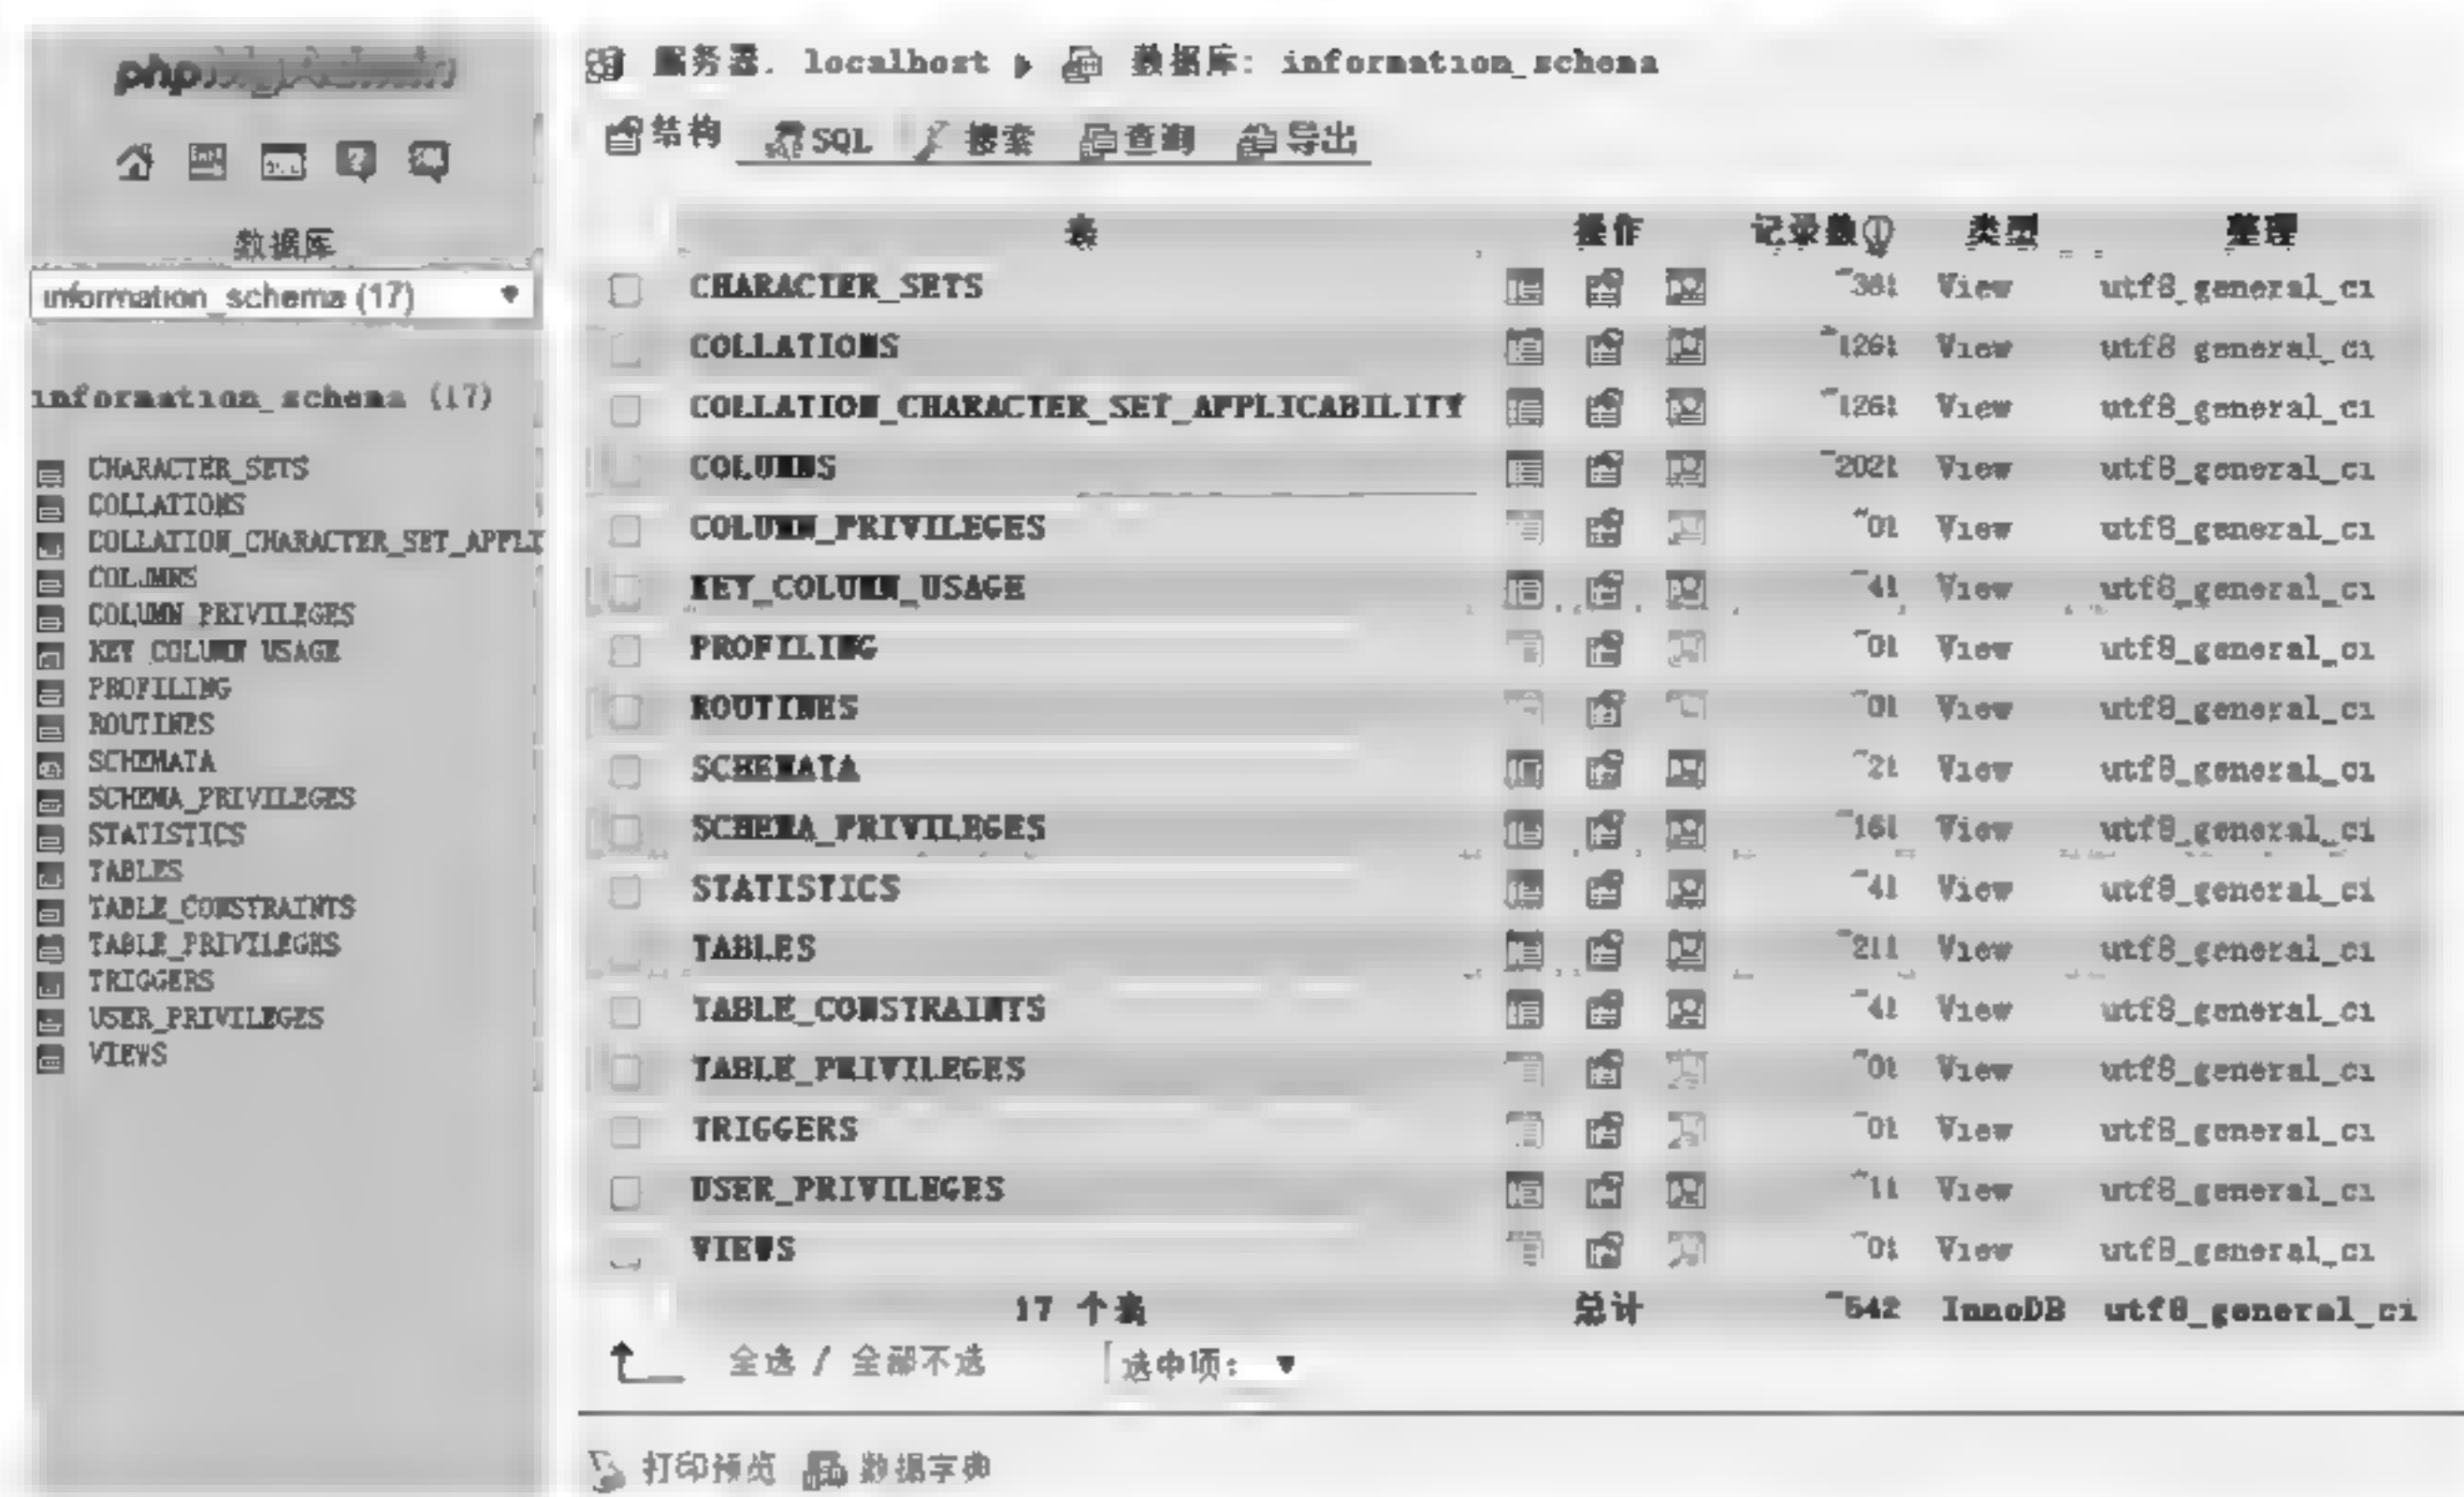 php
数据库
information_schema (17)
information_schema (17)
CHARACTER_SETS
COLLATIONS
COLLATION_CHARACTER_SET_APPLI
COLUMNS
COLUMN_PRIVILEGES
KEY_COLUMN_USAGE
PROFILING
ROUTINES
SCHEMATA
SCHEMA_PRIVILEGES
STATISTICS
TABLES
TABLE_CONSTRAINTS
TABLE_PRIVILEGES
TRIGGERS
USER_PRIVILEGES
VIEWS
服务器: localhost ▶ 数据库: information_schema
结构 SQL 搜索 查询 导出
表 操作 记录数 类型 整理
CHARACTER_SETS ~36 View utf8_general_ci
COLLATIONS ~126 View utf8_general_ci
COLLATION_CHARACTER_SET_APPLICABILITY ~126 View utf8_general_ci
COLUMNS ~202 View utf8_general_ci
COLUMN_PRIVILEGES ~0 View utf8_general_ci
KEY_COLUMN_USAGE ~4 View utf8_general_ci
PROFILING ~0 View utf8_general_ci
ROUTINES ~0 View utf8_general_ci
SCHEMATA ~2 View utf8_general_ci
SCHEMA_PRIVILEGES ~16 View utf8_general_ci
STATISTICS ~4 View utf8_general_ci
TABLES ~21 View utf8_general_ci
TABLE_CONSTRAINTS ~4 View utf8_general_ci
TABLE_PRIVILEGES ~0 View utf8_general_ci
TRIGGERS ~0 View utf8_general_ci
USER_PRIVILEGES ~1 View utf8_general_ci
VIEWS ~0 View utf8_general_ci
17 个表 总计 ~542 InnoDB utf8_general_ci
全选 / 全部不选 选中项: ▼
打印预览 数据字典